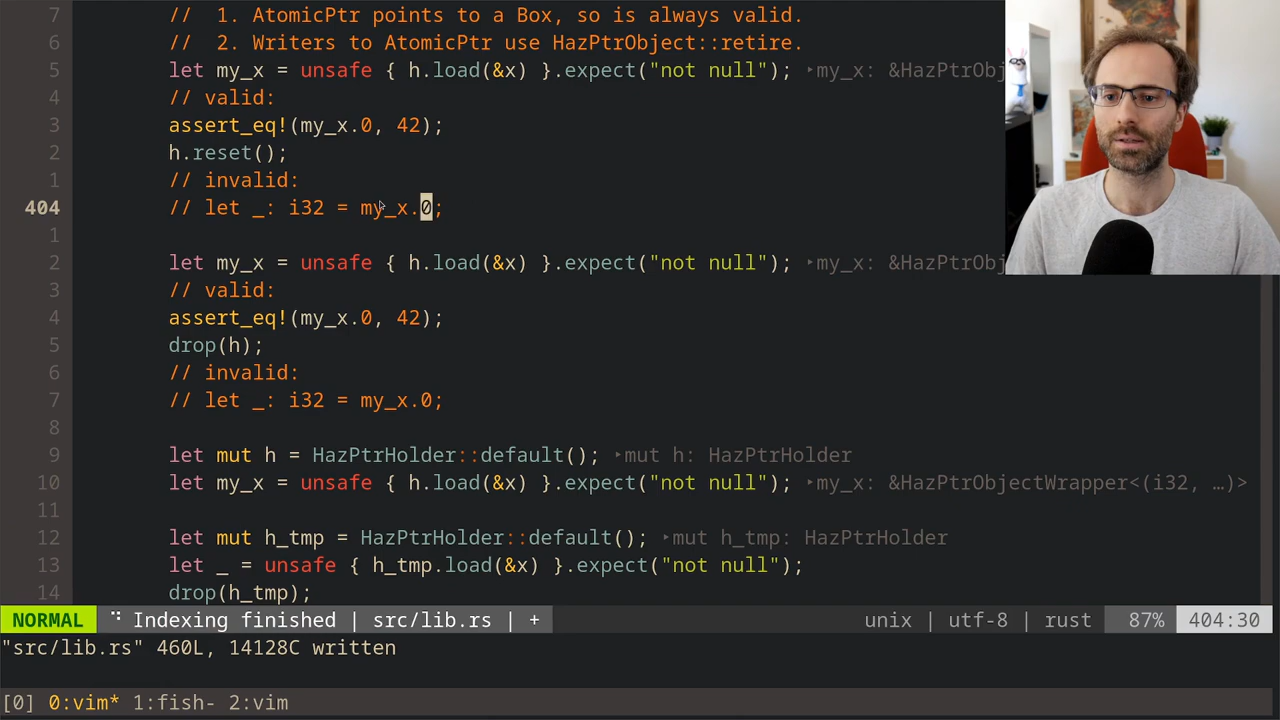 7 //  1. AtomicPtr points to a Box, so is always valid.
6 //  2. Writers to AtomicPtr use HazPtrObject::retire.
5 let my_x = unsafe { h.load(&x) }.expect("not null"); ‣my_x: &HazPtrObj
4 // valid:
3 assert_eq!(my_x.0, 42);
2 h.reset();
1 // invalid:
404 // let _: i32 = my_x.0;
1
2 let my_x = unsafe { h.load(&x) }.expect("not null"); ‣my_x: &HazPtrObj
3 // valid:
4 assert_eq!(my_x.0, 42);
5 drop(h);
6 // invalid:
7 // let _: i32 = my_x.0;
8
9 let mut h = HazPtrHolder::default(); ‣mut h: HazPtrHolder
10 let my_x = unsafe { h.load(&x) }.expect("not null"); ‣my_x: &HazPtrObjectWrapper<(i32, …)>
11
12 let mut h_tmp = HazPtrHolder::default(); ‣mut h_tmp: HazPtrHolder
13 let _ = unsafe { h_tmp.load(&x) }.expect("not null");
14 drop(h_tmp);
NORMAL ⠋ Indexing finished | src/lib.rs | + unix | utf-8 | rust 87% 404:30
"src/lib.rs" 460L, 14128C written
[0] 0:vim* 1:fish- 2:vim